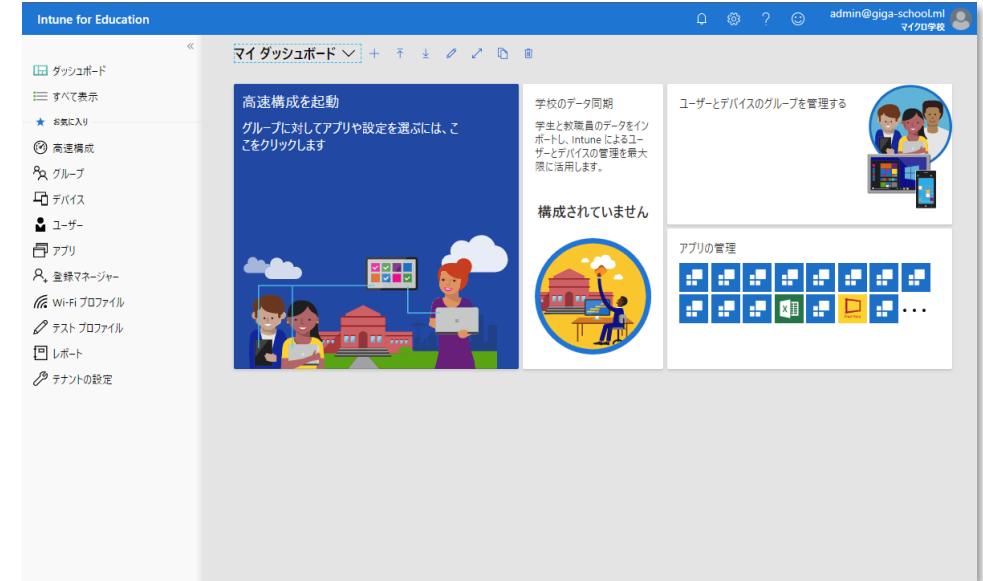 Intune for Education
admin@giga-school.ml
マイクロ学校
ダッシュボード
すべて表示
お気に入り
高速構成
グループ
デバイス
ユーザー
アプリ
登録マネージャー
Wi-Fi プロファイル
テスト プロファイル
レポート
テナントの設定
マイ ダッシュボード
高速構成を起動
グループに対してアプリや設定を選ぶには、こ
こをクリックします
学校のデータ同期
学生と教職員のデータをイン
ポートし、Intune によるユー
ザーとデバイスの管理を最大
限に活用します。
構成されていません
ユーザーとデバイスのグループを管理する
アプリの管理